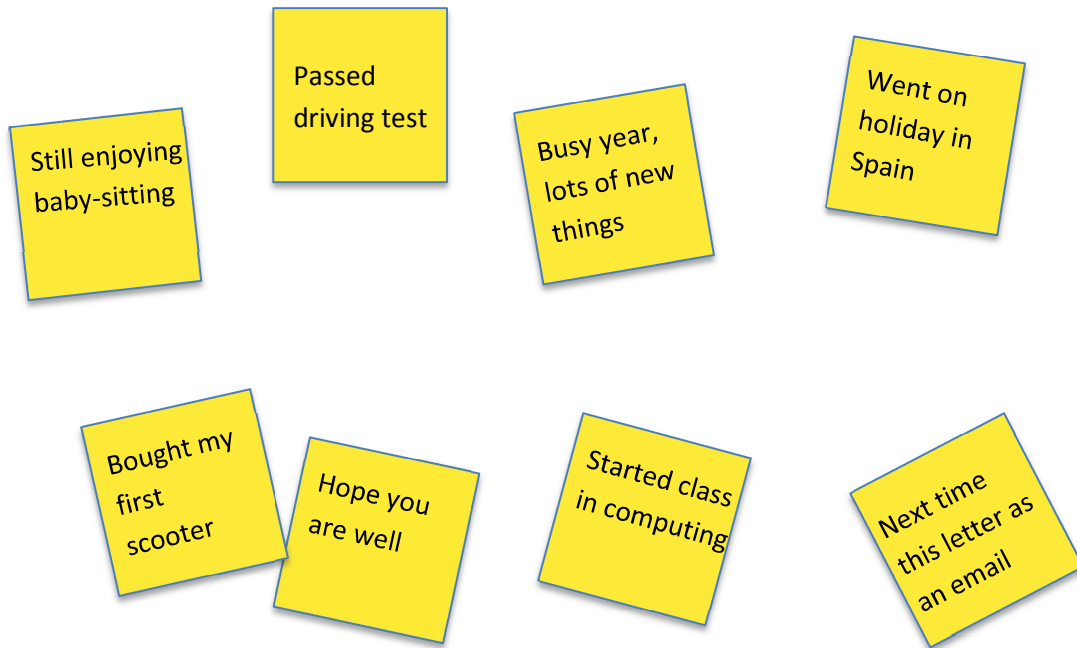 Still enjoying
baby-sitting
Passed
driving test
Busy year,
lots of new
things
Went on
holiday in
Spain
Bought my
first
scooter
Hope you
are well
Started class
in computing
Next time
this letter as
an email